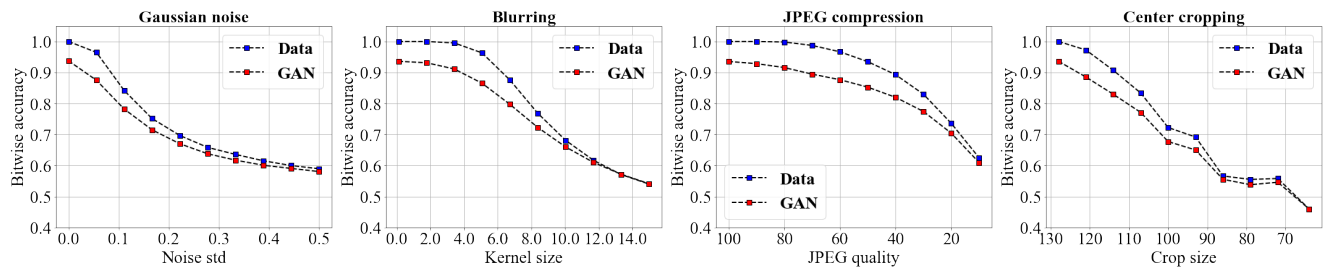 Gaussian noise
Bitwise accuracy
1.0
0.9
0.8
0.7
0.6
0.5
0.4
Data
GAN
0.0 0.1 0.2 0.3 0.4 0.5
Noise std
Blurring
Bitwise accuracy
1.0
0.9
0.8
0.7
0.6
0.5
0.4
Data
GAN
0.0 2.0 4.0 6.0 8.0 10.0 12.0 14.0
Kernel size
JPEG compression
Bitwise accuracy
1.0
0.9
0.8
0.7
0.6
0.5
0.4
Data
GAN
100 80 60 40 20
JPEG quality
Center cropping
Bitwise accuracy
1.0
0.9
0.8
0.7
0.6
0.5
0.4
Data
GAN
130 120 110 100 90 80 70
Crop size